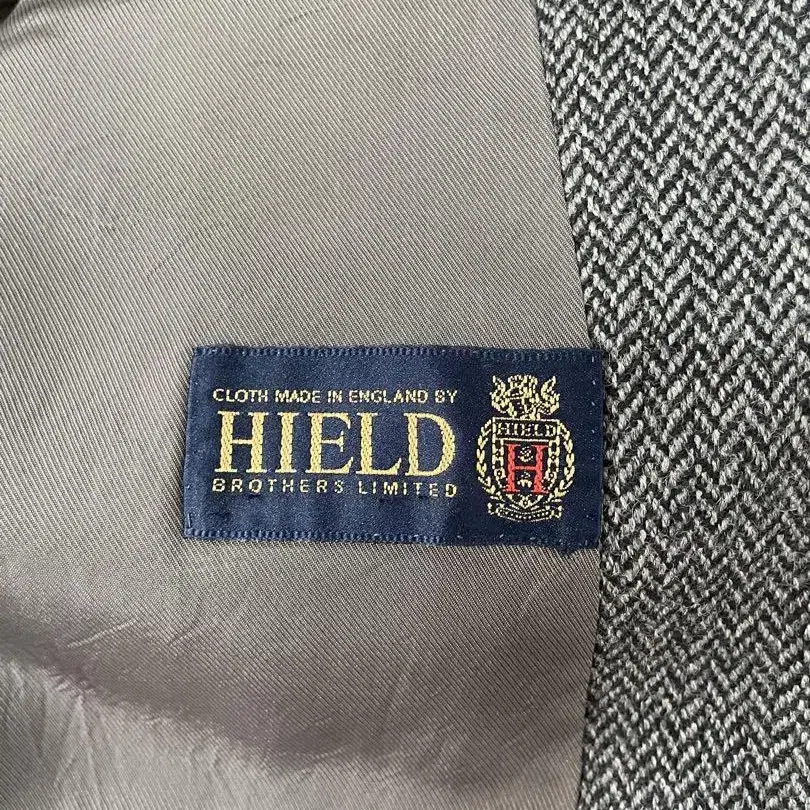 CLOTH MADE IN ENGLAND BY
HIELD
BROTHERS LIMITED
HIELD
H